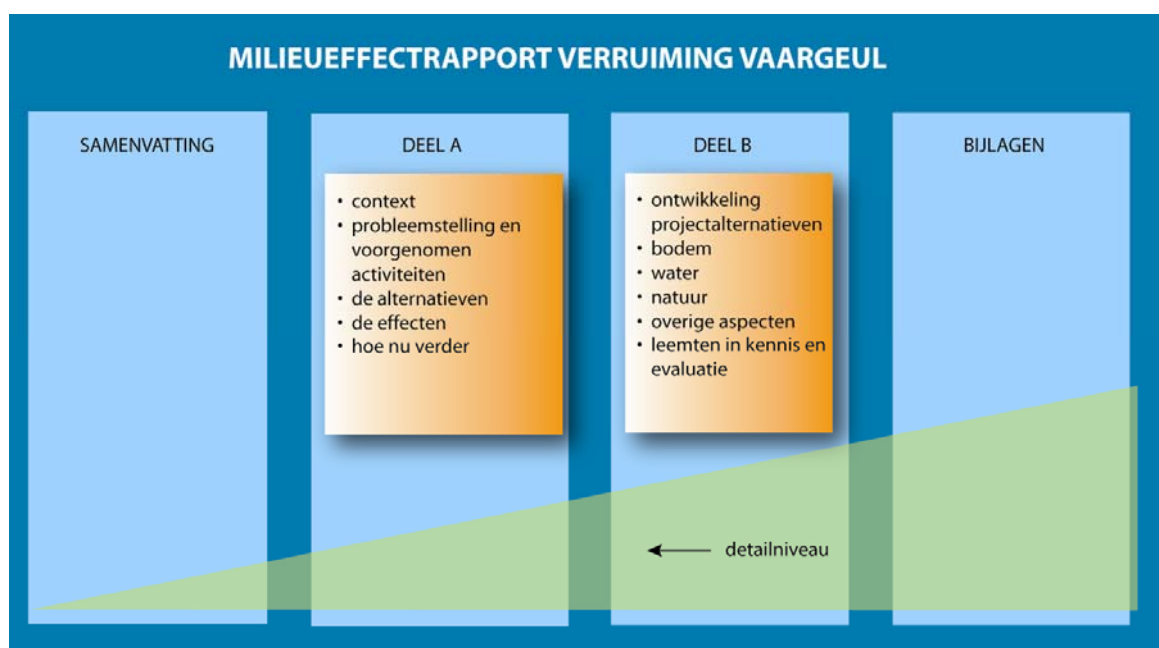 MILIEUEFFECTRAPPORT VERRUIMING VAARGEUL
SAMENVATTING
DEEL A
• context
• probleemstelling en
voorgenomen
activiteiten
• de alternatieven
• de effecten
• hoe nu verder
DEEL B
• ontwikkeling
projectalternatieven
• bodem
• water
• natuur
• overige aspecten
• leemten in kennis en
evaluatie
BIJLAGEN
detailniveau